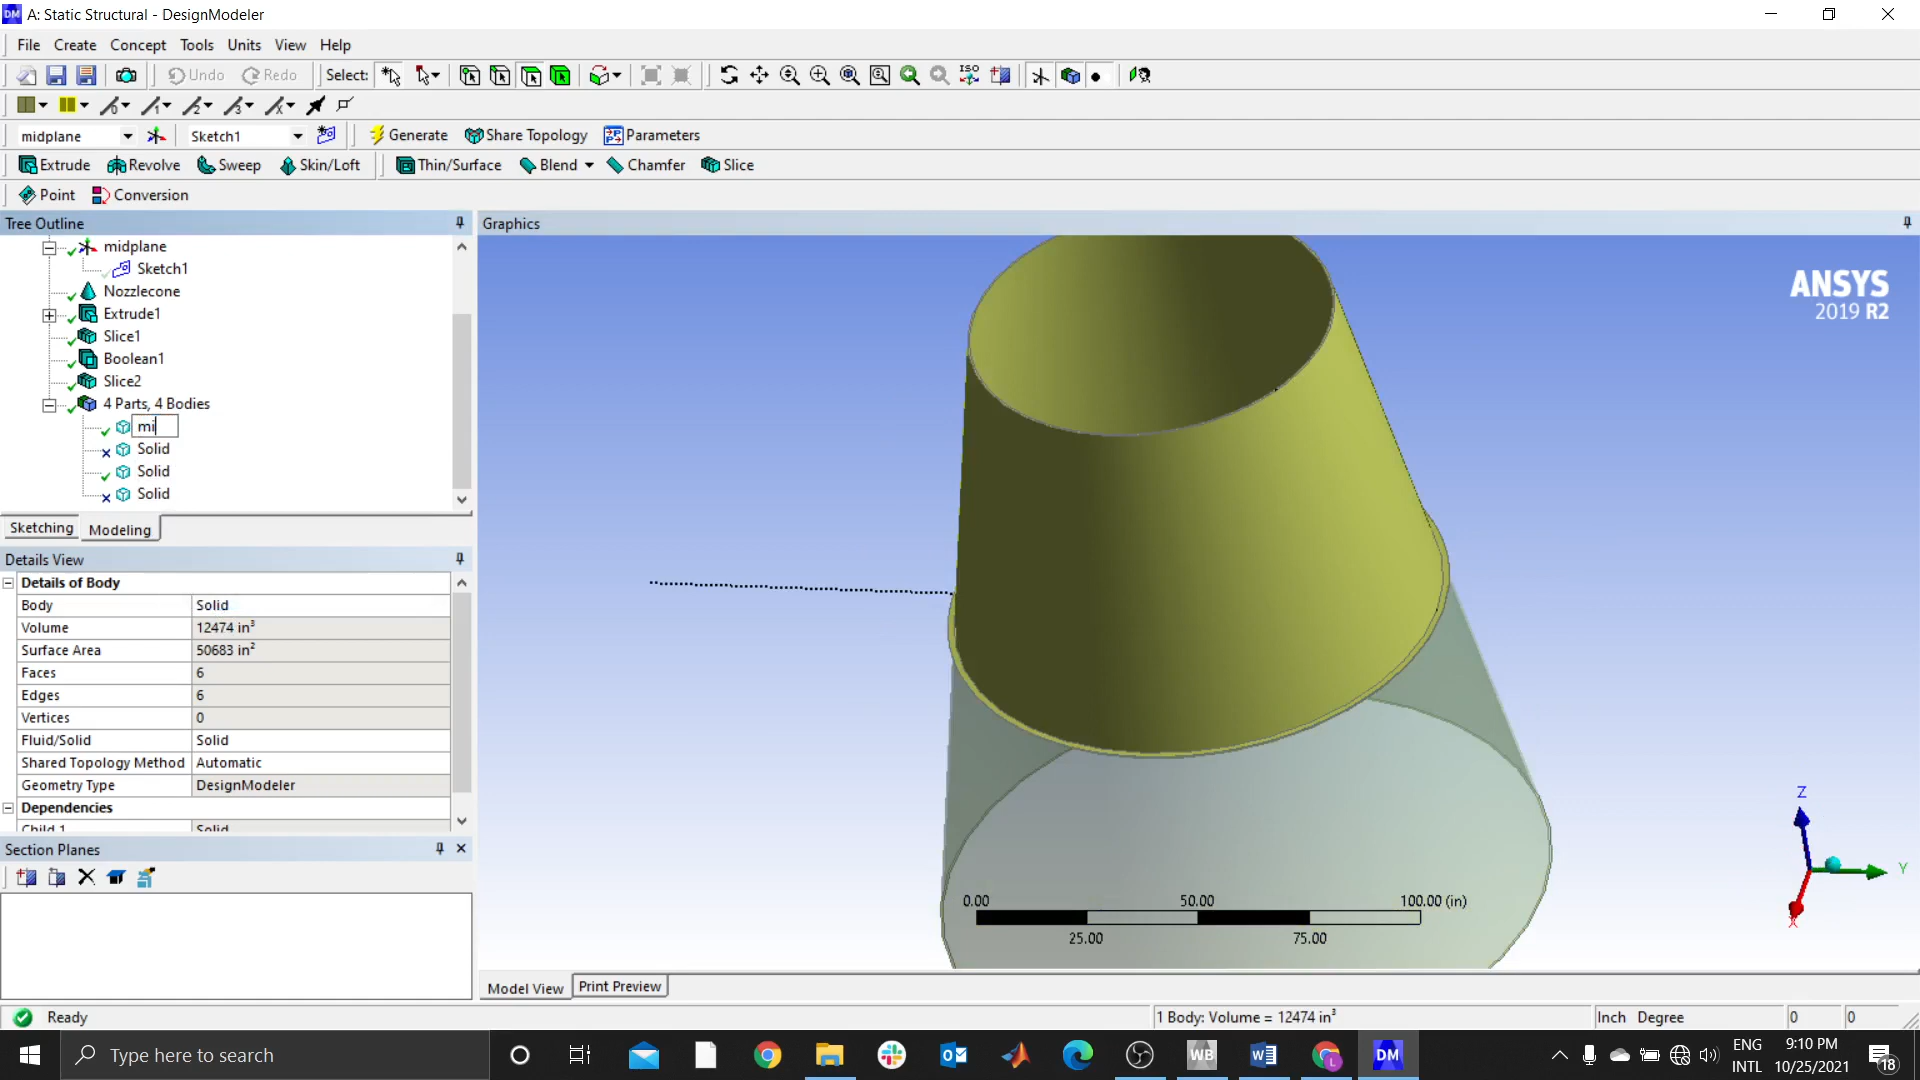 A: Static Structural - DesignModeler
File Create Concept Tools Units View Help
Undo Redo Select: ISO
midplane Sketch1 Generate Share Topology Parameters
Extrude Revolve Sweep Skin/Loft Thin/Surface Blend Chamfer Slice
Point Conversion
Tree Outline
midplane
Sketch1
Nozzlecone
Extrude1
Slice1
Boolean1
Slice2
4 Parts, 4 Bodies
mi
Solid
Solid
Solid
Sketching Modeling
Details View
Details of Body
Body Solid
Volume 12474 in³
Surface Area 50683 in²
Faces 6
Edges 6
Vertices 0
Fluid/Solid Solid
Shared Topology Method Automatic
Geometry Type DesignModeler
Dependencies
Child 1 Solid
Section Planes
Graphics
ANSYS
2019 R2
Z
Y
X
0.00 50.00 100.00 (in)
25.00 75.00
Model View Print Preview
Ready 1 Body: Volume = 12474 in³ Inch Degree 0 0
Type here to search
WB DM
ENG
INTL
9:10 PM
10/25/2021
18